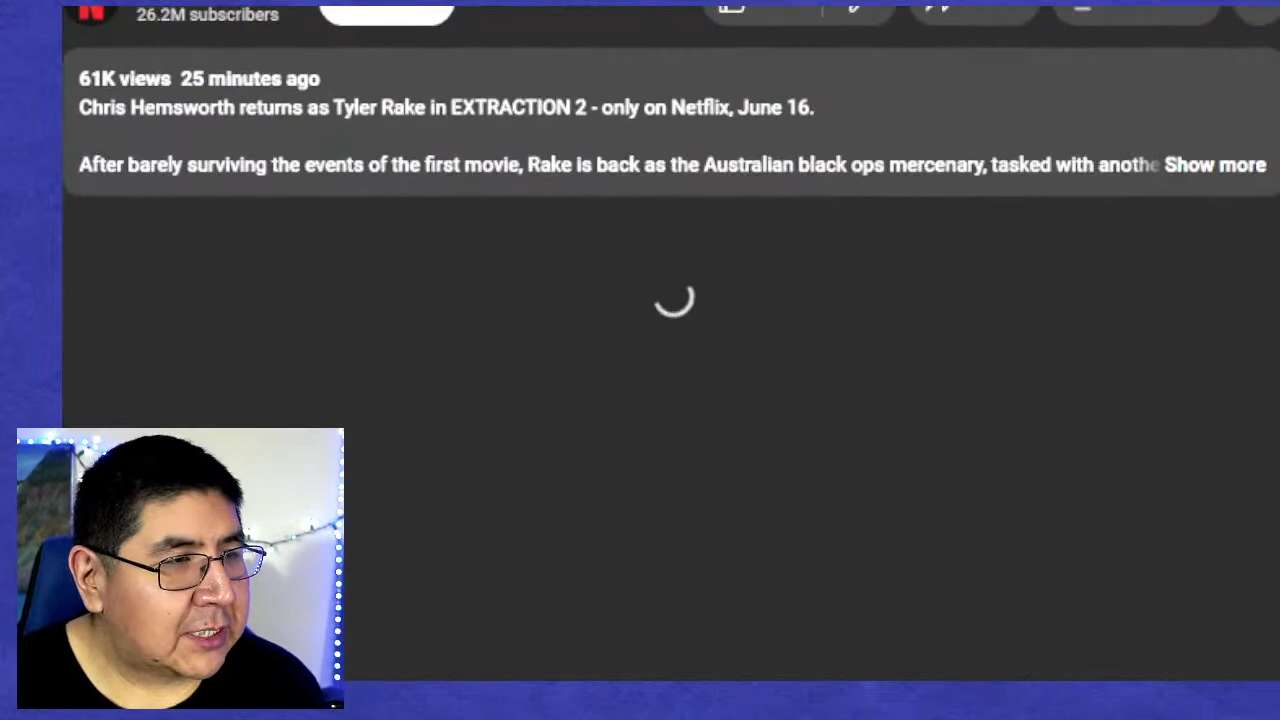 26.2M subscribers
61K views 25 minutes ago
Chris Hemsworth returns as Tyler Rake in EXTRACTION 2 - only on Netflix, June 16.
After barely surviving the events of the first movie, Rake is back as the Australian black ops mercenary, tasked with anothe Show more